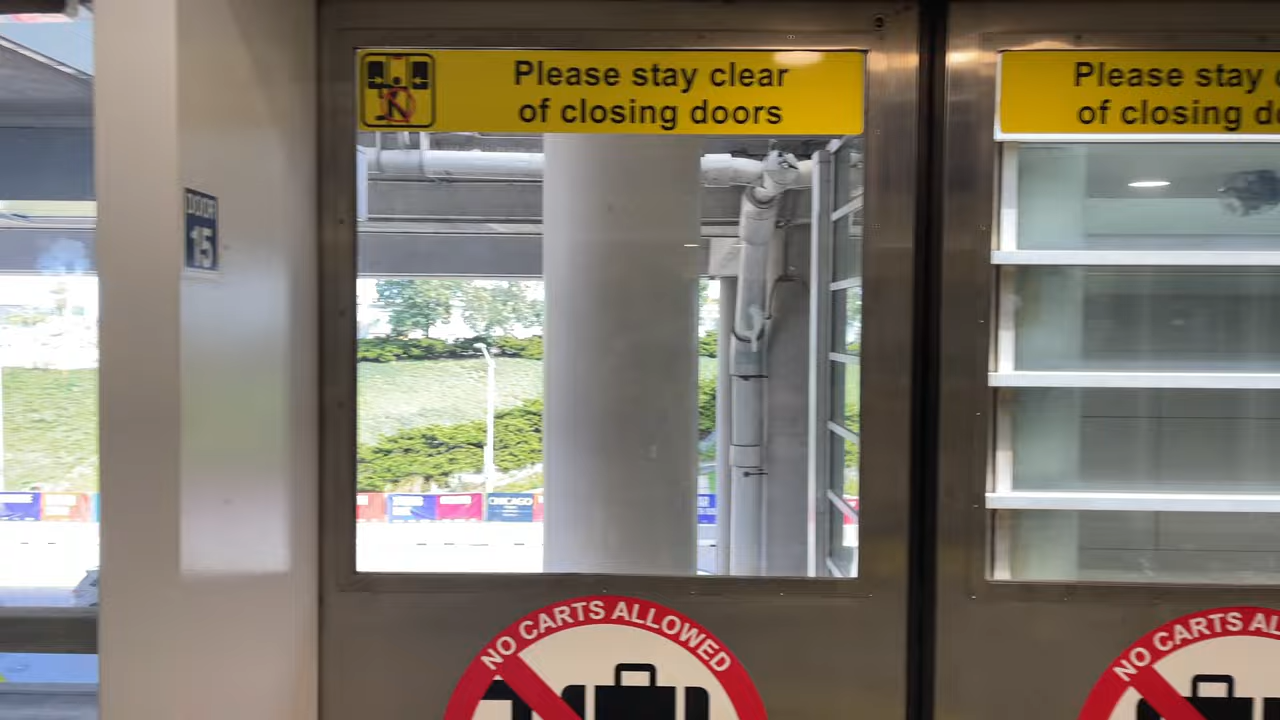 Please stay clear
of closing doors
Please stay
of closing
DOOR
15
CHICAGO
NO CARTS ALLOWED
NO CARTS AL